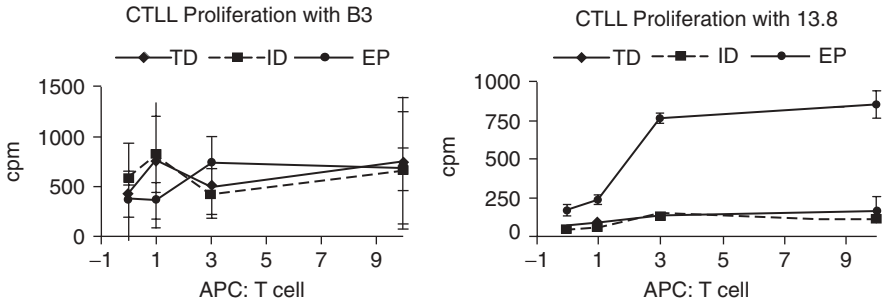 CTLL Proliferation with B3
TD ID EP
1500
1000
500
0
cpm
−1 1 3 5 7 9
APC: T cell
CTLL Proliferation with 13.8
TD ID EP
1000
750
500
250
0
cpm
−1 1 3 5 7 9
APC: T cell